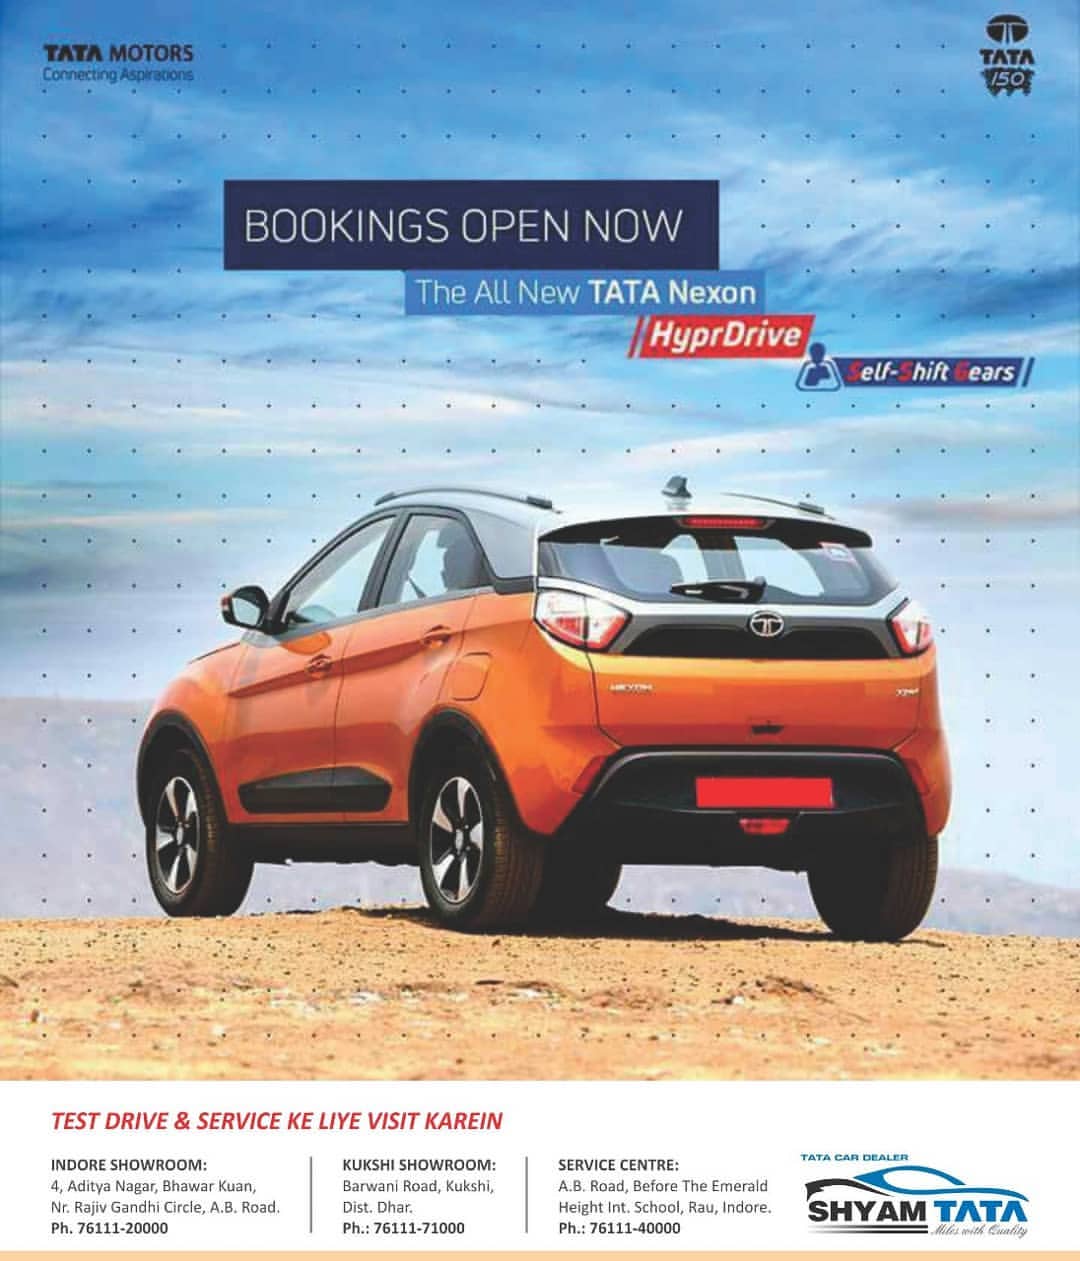 TATA MOTORS
Connecting Aspirations
TATA
150
BOOKINGS OPEN NOW
The All New TATA Nexon
HyprDrive
Self-Shift Gears
NEXON
TEST DRIVE & SERVICE KE LIYE VISIT KAREIN
INDORE SHOWROOM:
4, Aditya Nagar, Bhawar Kuan,
Nr. Rajiv Gandhi Circle, A.B. Road.
Ph. 76111-20000
KUKSHI SHOWROOM:
Barwani Road, Kukshi,
Dist. Dhar.
Ph.: 76111-71000
SERVICE CENTRE:
A.B. Road, Before The Emerald
Height Int. School, Rau, Indore.
Ph.: 76111-40000
TATA CAR DEALER
SHYAM TATA
Miles with Quality